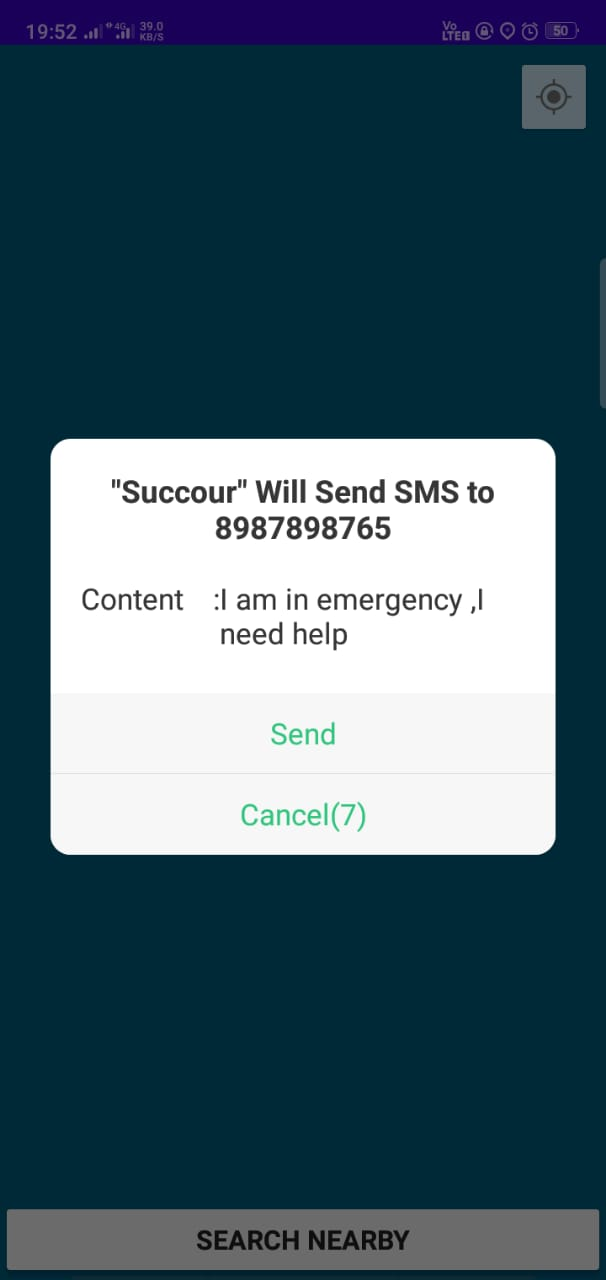 19:52 4G 39.0 KB/S Vo LTE 50
"Succour" Will Send SMS to
8987898765
Content :I am in emergency ,I
need help
Send
Cancel(7)
SEARCH NEARBY